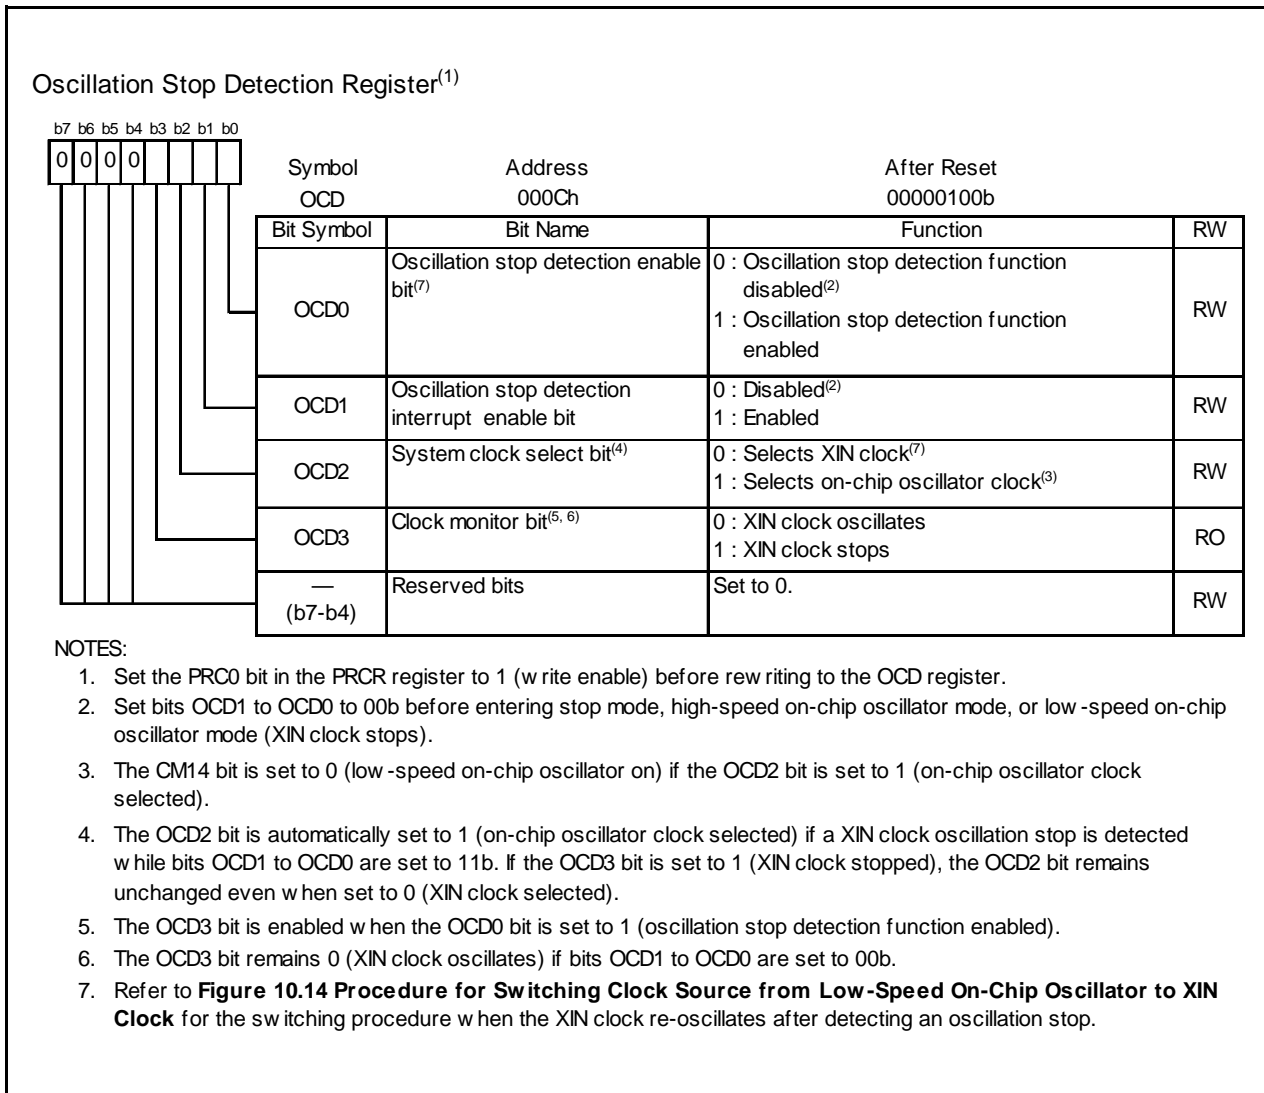 Oscillation Stop Detection Register(1)
b7 b6 b5 b4 b3 b2 b1 b0
0 0 0 0
Symbol Address After Reset
OCD 000Ch 00000100b
Bit Symbol Bit Name Function RW
OCD0
Oscillation stop detection enable
bit(7)
0 : Oscillation stop detection function
disabled(2)
1 : Oscillation stop detection function
enabled
RW
OCD1
Oscillation stop detection
interrupt enable bit
0 : Disabled(2)
1 : Enabled
RW
OCD2
System clock select bit(4)
0 : Selects XIN clock(7)
1 : Selects on-chip oscillator clock(3)
RW
OCD3
Clock monitor bit(5, 6)
0 : XIN clock oscillates
1 : XIN clock stops
RO
—
(b7-b4)
Reserved bits
Set to 0.
RW
NOTES:
1. Set the PRC0 bit in the PRCR register to 1 (write enable) before rewriting to the OCD register.
2. Set bits OCD1 to OCD0 to 00b before entering stop mode, high-speed on-chip oscillator mode, or low-speed on-chip
oscillator mode (XIN clock stops).
3. The CM14 bit is set to 0 (low-speed on-chip oscillator on) if the OCD2 bit is set to 1 (on-chip oscillator clock
selected).
4. The OCD2 bit is automatically set to 1 (on-chip oscillator clock selected) if a XIN clock oscillation stop is detected
while bits OCD1 to OCD0 are set to 11b. If the OCD3 bit is set to 1 (XIN clock stopped), the OCD2 bit remains
unchanged even when set to 0 (XIN clock selected).
5. The OCD3 bit is enabled when the OCD0 bit is set to 1 (oscillation stop detection function enabled).
6. The OCD3 bit remains 0 (XIN clock oscillates) if bits OCD1 to OCD0 are set to 00b.
7. Refer to Figure 10.14 Procedure for Switching Clock Source from Low-Speed On-Chip Oscillator to XIN
Clock for the switching procedure when the XIN clock re-oscillates after detecting an oscillation stop.